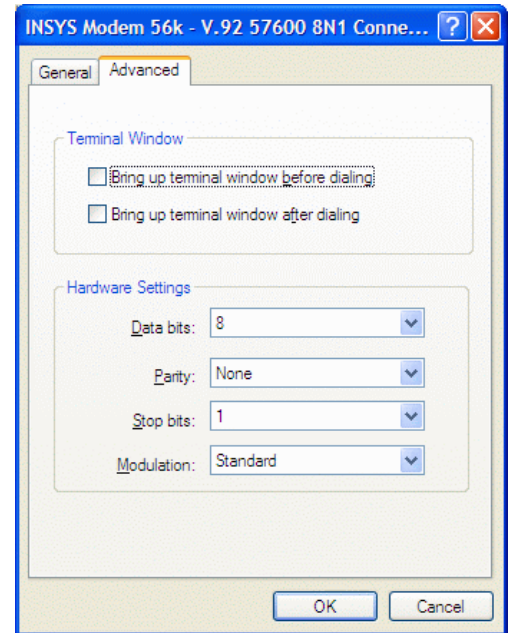 INSYS Modem 56k - V.92 57600 8N1 Conne...
General Advanced
Terminal Window
Bring up terminal window before dialing
Bring up terminal window after dialing
Hardware Settings
Data bits: 8
Parity: None
Stop bits: 1
Modulation: Standard
OK Cancel